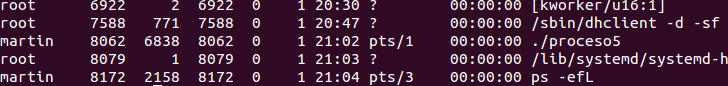 root 6922 2 6922 0 1 20:30 ? 00:00:00 [kworker/u16:1]
root 7588 771 7588 0 1 20:47 ? 00:00:00 /sbin/dhclient -d -sf
martin 8062 6838 8062 0 1 21:02 pts/1 00:00:00 ./proceso5
root 8079 1 8079 0 1 21:03 ? 00:00:00 /lib/systemd/systemd-h
martin 8172 2158 8172 0 1 21:04 pts/3 00:00:00 ps -efL